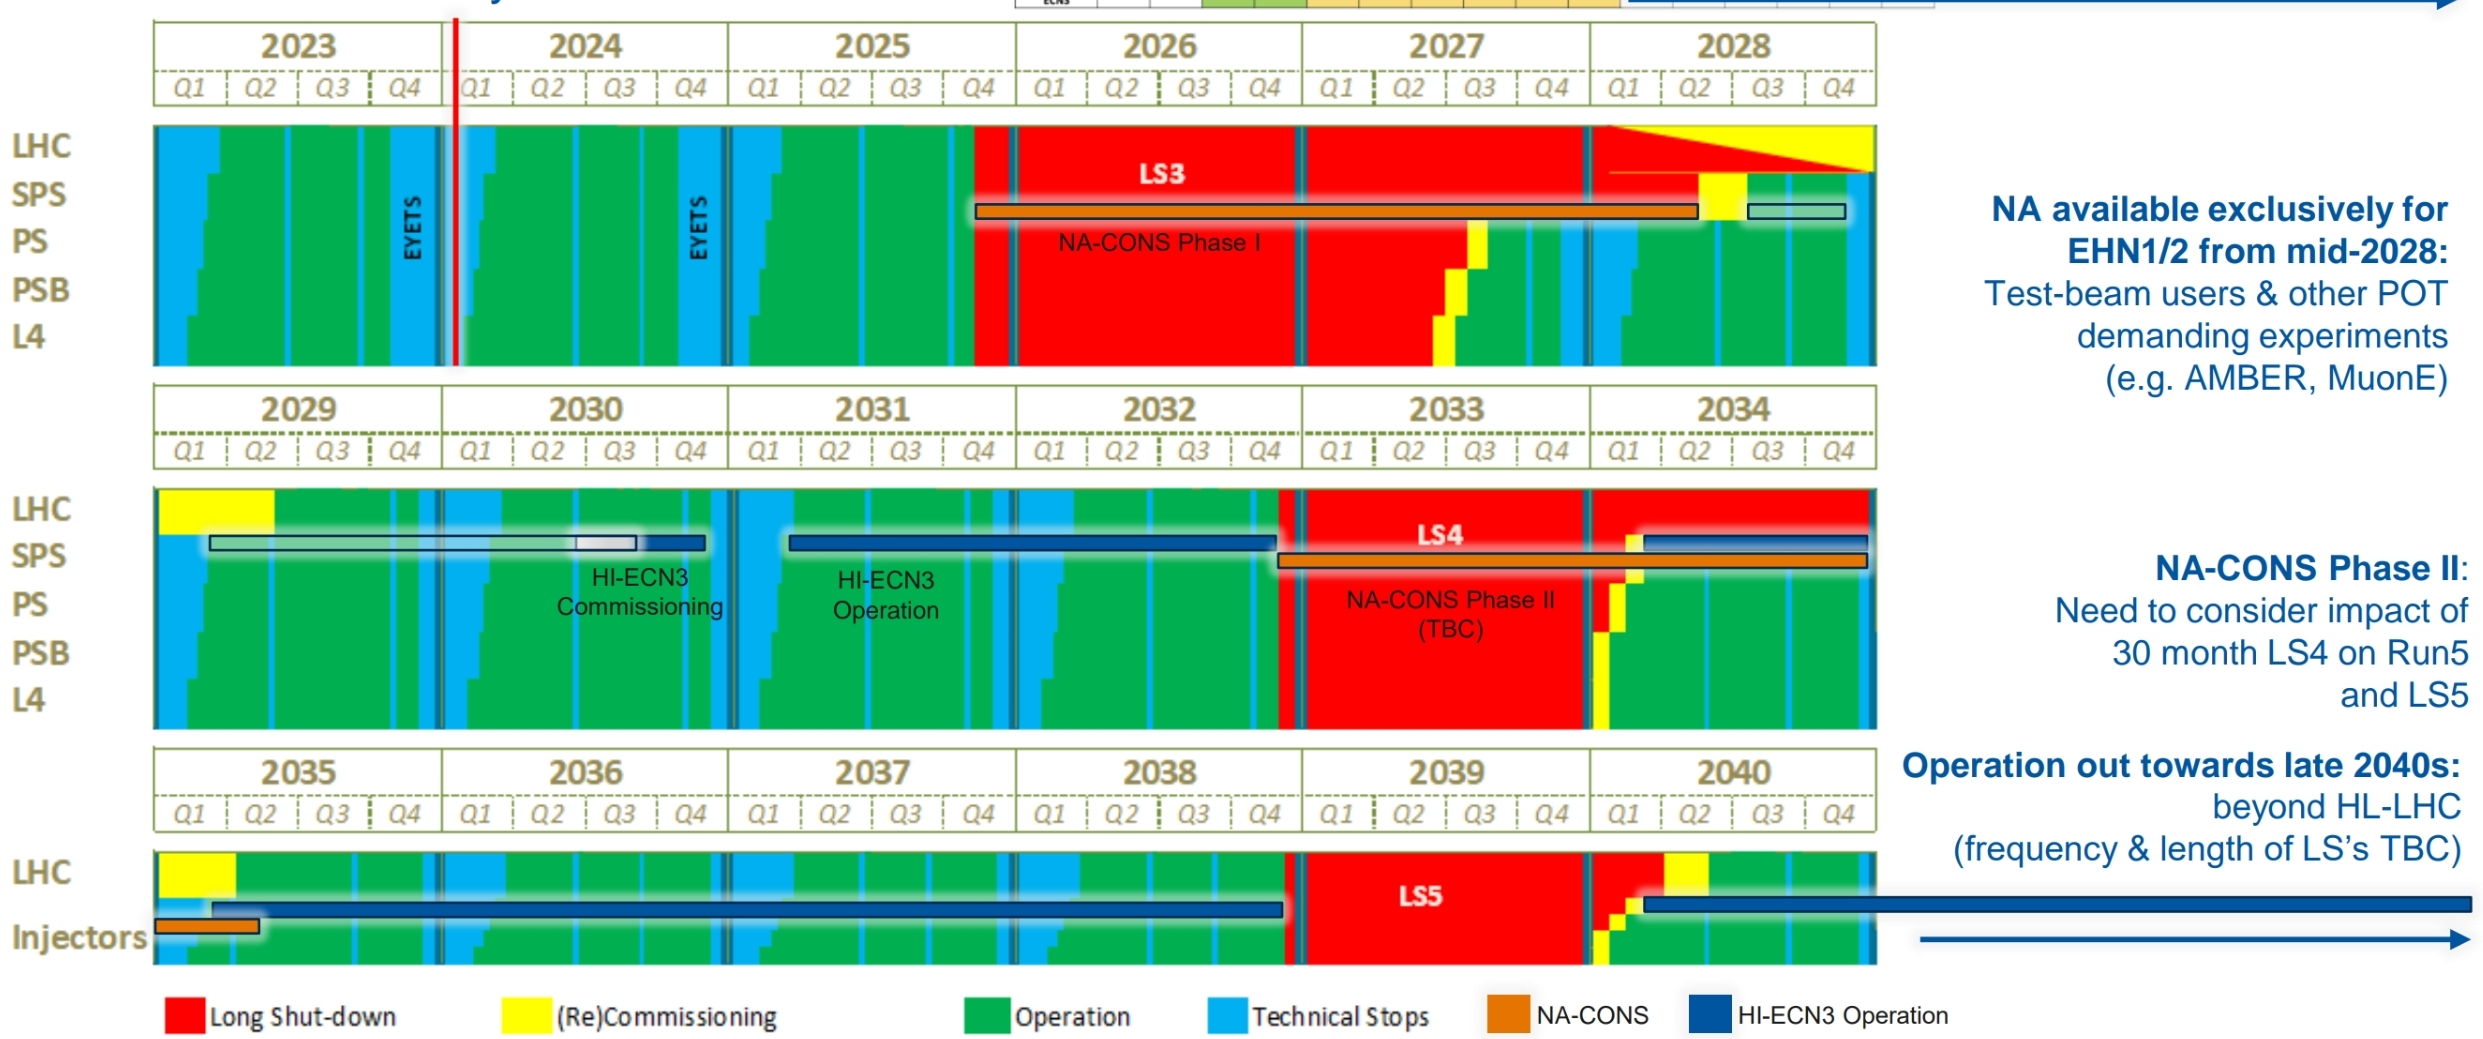 ECN3
2023 2024 2025 2026 2027 2028
Q1 Q2 Q3 Q4 Q1 Q2 Q3 Q4 Q1 Q2 Q3 Q4 Q1 Q2 Q3 Q4 Q1 Q2 Q3 Q4 Q1 Q2 Q3 Q4
LHC
SPS
PS
PSB
L4
EYETS
EYETS
LS3
NA-CONS Phase I
NA available exclusively for
EHN1/2 from mid-2028:
Test-beam users & other POT
demanding experiments
(e.g. AMBER, MuonE)
2029 2030 2031 2032 2033 2034
Q1 Q2 Q3 Q4 Q1 Q2 Q3 Q4 Q1 Q2 Q3 Q4 Q1 Q2 Q3 Q4 Q1 Q2 Q3 Q4 Q1 Q2 Q3 Q4
LHC
SPS
PS
PSB
L4
HI-ECN3
Commissioning
HI-ECN3
Operation
LS4
NA-CONS Phase II
(TBC)
NA-CONS Phase II:
Need to consider impact of
30 month LS4 on Run5
and LS5
2035 2036 2037 2038 2039 2040
Q1 Q2 Q3 Q4 Q1 Q2 Q3 Q4 Q1 Q2 Q3 Q4 Q1 Q2 Q3 Q4 Q1 Q2 Q3 Q4 Q1 Q2 Q3 Q4
LHC
Injectors
LS5
Operation out towards late 2040s:
beyond HL-LHC
(frequency & length of LS's TBC)
Long Shut-down (Re)Commissioning Operation Technical Stops NA-CONS HI-ECN3 Operation